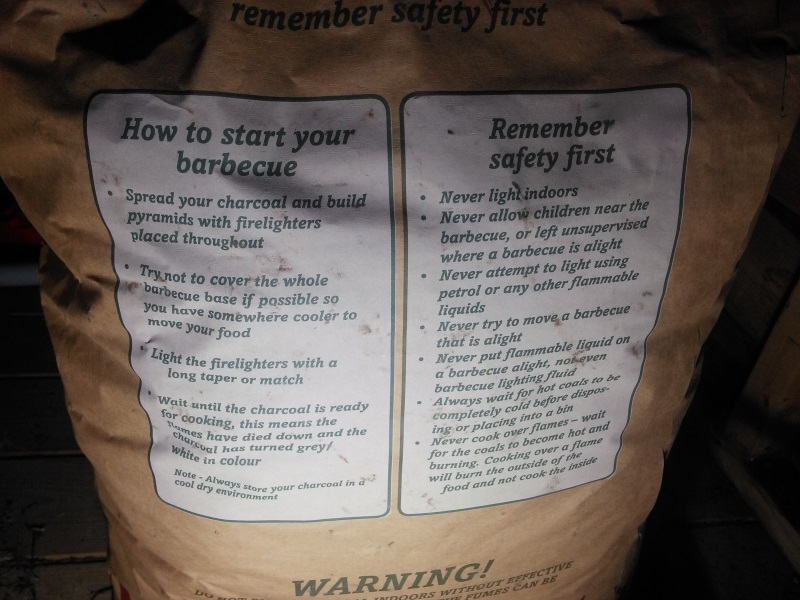 remember safety first
How to start your
barbecue
• Spread your charcoal and build
pyramids with firelighters
placed throughout
• Try not to cover the whole
barbecue base if possible so
you have somewhere cooler to
move your food
• Light the firelighters with a
long taper or match
• Wait until the charcoal is ready
for cooking, this means the
flames have died down and the
charcoal has turned grey/
white in colour
Note - Always store your charcoal in a
cool dry environment
Remember
safety first
• Never light indoors
• Never allow children near the
barbecue, or left unsupervised
where a barbecue is alight
• Never attempt to light using
petrol or any other flammable
liquids
• Never try to move a barbecue
that is alight
• Never put flammable liquid on
a barbecue alight, not even
barbecue lighting fluid
• Always wait for hot coals to be
completely cold before dispos-
ing or placing into a bin
• Never cook over flames – wait
for the coals to become hot and
burning. Cooking over a flame
will burn the outside of the
food and not cook the inside
WARNING!
DO NOT INDOORS WITHOUT EFFECTIVE
FUMES CAN BE